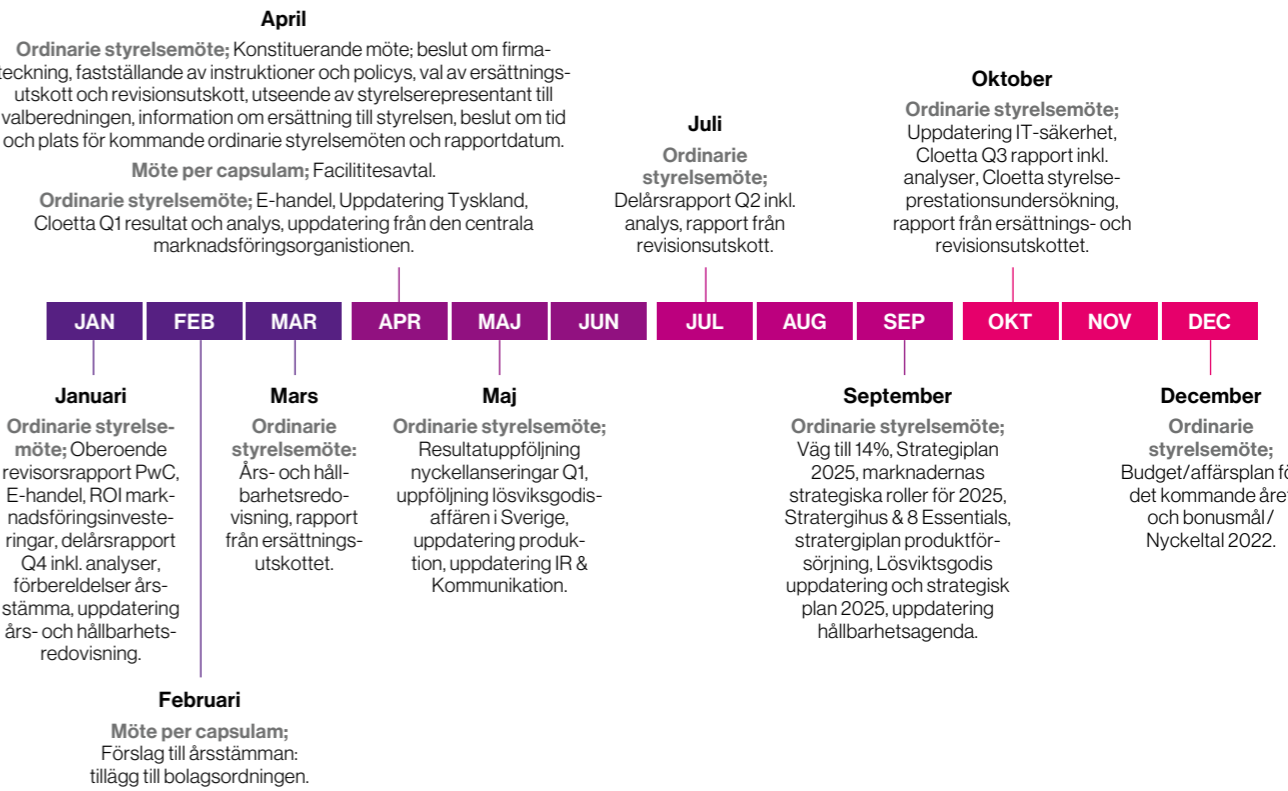 April
Ordinarie styrelsemöte; Konstituerande möte; beslut om firma-
teckning, fastställande av instruktioner och policys, val av ersättnings-
utskott och revisionsutskott, utseende av styrelserepresentant till
valberedningen, information om ersättning till styrelsen, beslut om tid
och plats för kommande ordinarie styrelsemöten och rapportdatum.
Möte per capsulam; Facilititesavtal.
Ordinarie styrelsemöte; E-handel, Uppdatering Tyskland,
Cloetta Q1 resultat och analys, uppdatering från den centrala
marknadsföringsorganistionen.
Juli
Ordinarie
styrelsemöte;
Delårsrapport Q2 inkl.
analys, rapport från
revisionsutskott.
Oktober
Ordinarie styrelsemöte;
Uppdatering IT-säkerhet,
Cloetta Q3 rapport inkl.
analyser, Cloetta styrelse-
prestationsundersökning,
rapport från ersättnings- och
revisionsutskottet.
JAN FEB MAR APR MAJ JUN JUL AUG SEP OKT NOV DEC
Januari
Ordinarie styrelse-
möte; Oberoende
revisorsrapport PwC,
E-handel, ROI mark-
nadsföringsinveste-
ringar, delårsrapport
Q4 inkl. analyser,
förbereldelser års-
stämma, uppdatering
års- och hållbarhets-
redovisning.
Februari
Möte per capsulam;
Förslag till årsstämman:
tillägg till bolagsordningen.
Mars
Ordinarie
styrelsemöte:
Års- och håll-
barhetsredo-
visning, rapport
från ersättnings-
utskottet.
Maj
Ordinarie styrelsemöte;
Resultatuppföljning
nyckellanseringar Q1,
uppföljning lösviksgodis-
affären i Sverige,
uppdatering produk-
tion, uppdatering IR &
Kommunikation.
September
Ordinarie styrelsemöte;
Väg till 14%, Strategiplan
2025, marknadernas
strategiska roller för 2025,
Stratergihus & 8 Essentials,
stratergiplan produktför-
sörjning, Lösviktsgodis
uppdatering och strategisk
plan 2025, uppdatering
hållbarhetsagenda.
December
Ordinarie
styrelsemöte;
Budget/affärsplan fö
det kommande åre
och bonusmål/
Nyckeltal 2022.